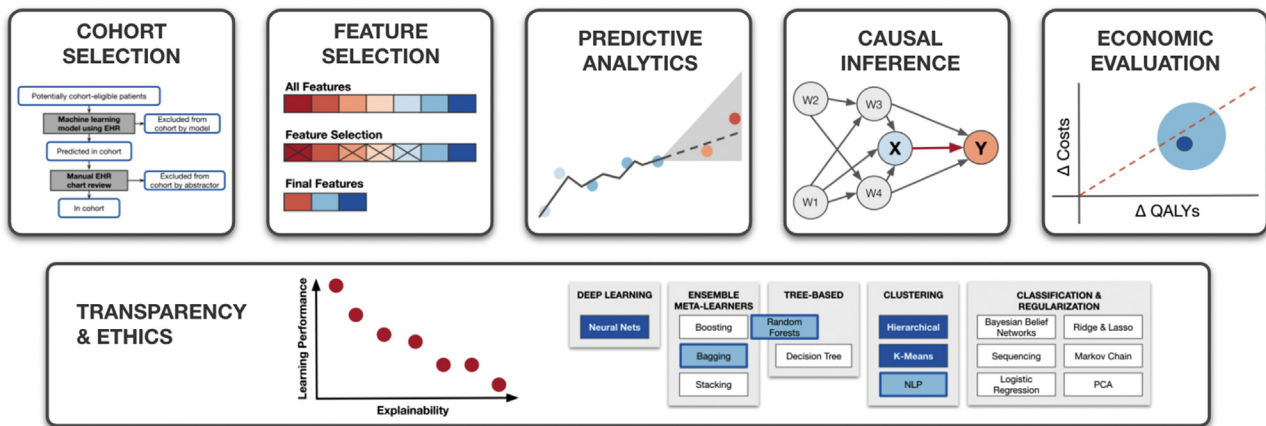 COHORT
SELECTION
Potentially cohort-eligible patients
Machine learning
model using EHR
Excluded from
cohort by model
Predicted in cohort
Manual EHR
chart review
Excluded from
cohort by abstractor
In cohort
FEATURE
SELECTION
All Features
Feature Selection
Final Features
PREDICTIVE
ANALYTICS
CAUSAL
INFERENCE
W2
W3
X
Y
W1
W4
ECONOMIC
EVALUATION
Δ Costs
Δ QALYs
TRANSPARENCY
& ETHICS
Learning Performance
Explainability
DEEP LEARNING
Neural Nets
ENSEMBLE
META-LEARNERS
Boosting
Bagging
Stacking
TREE-BASED
Random
Forests
Decision Tree
CLUSTERING
Hierarchical
K-Means
NLP
CLASSIFICATION &
REGULARIZATION
Bayesian Belief
Networks
Ridge & Lasso
Sequencing
Markov Chain
Logistic
Regression
PCA